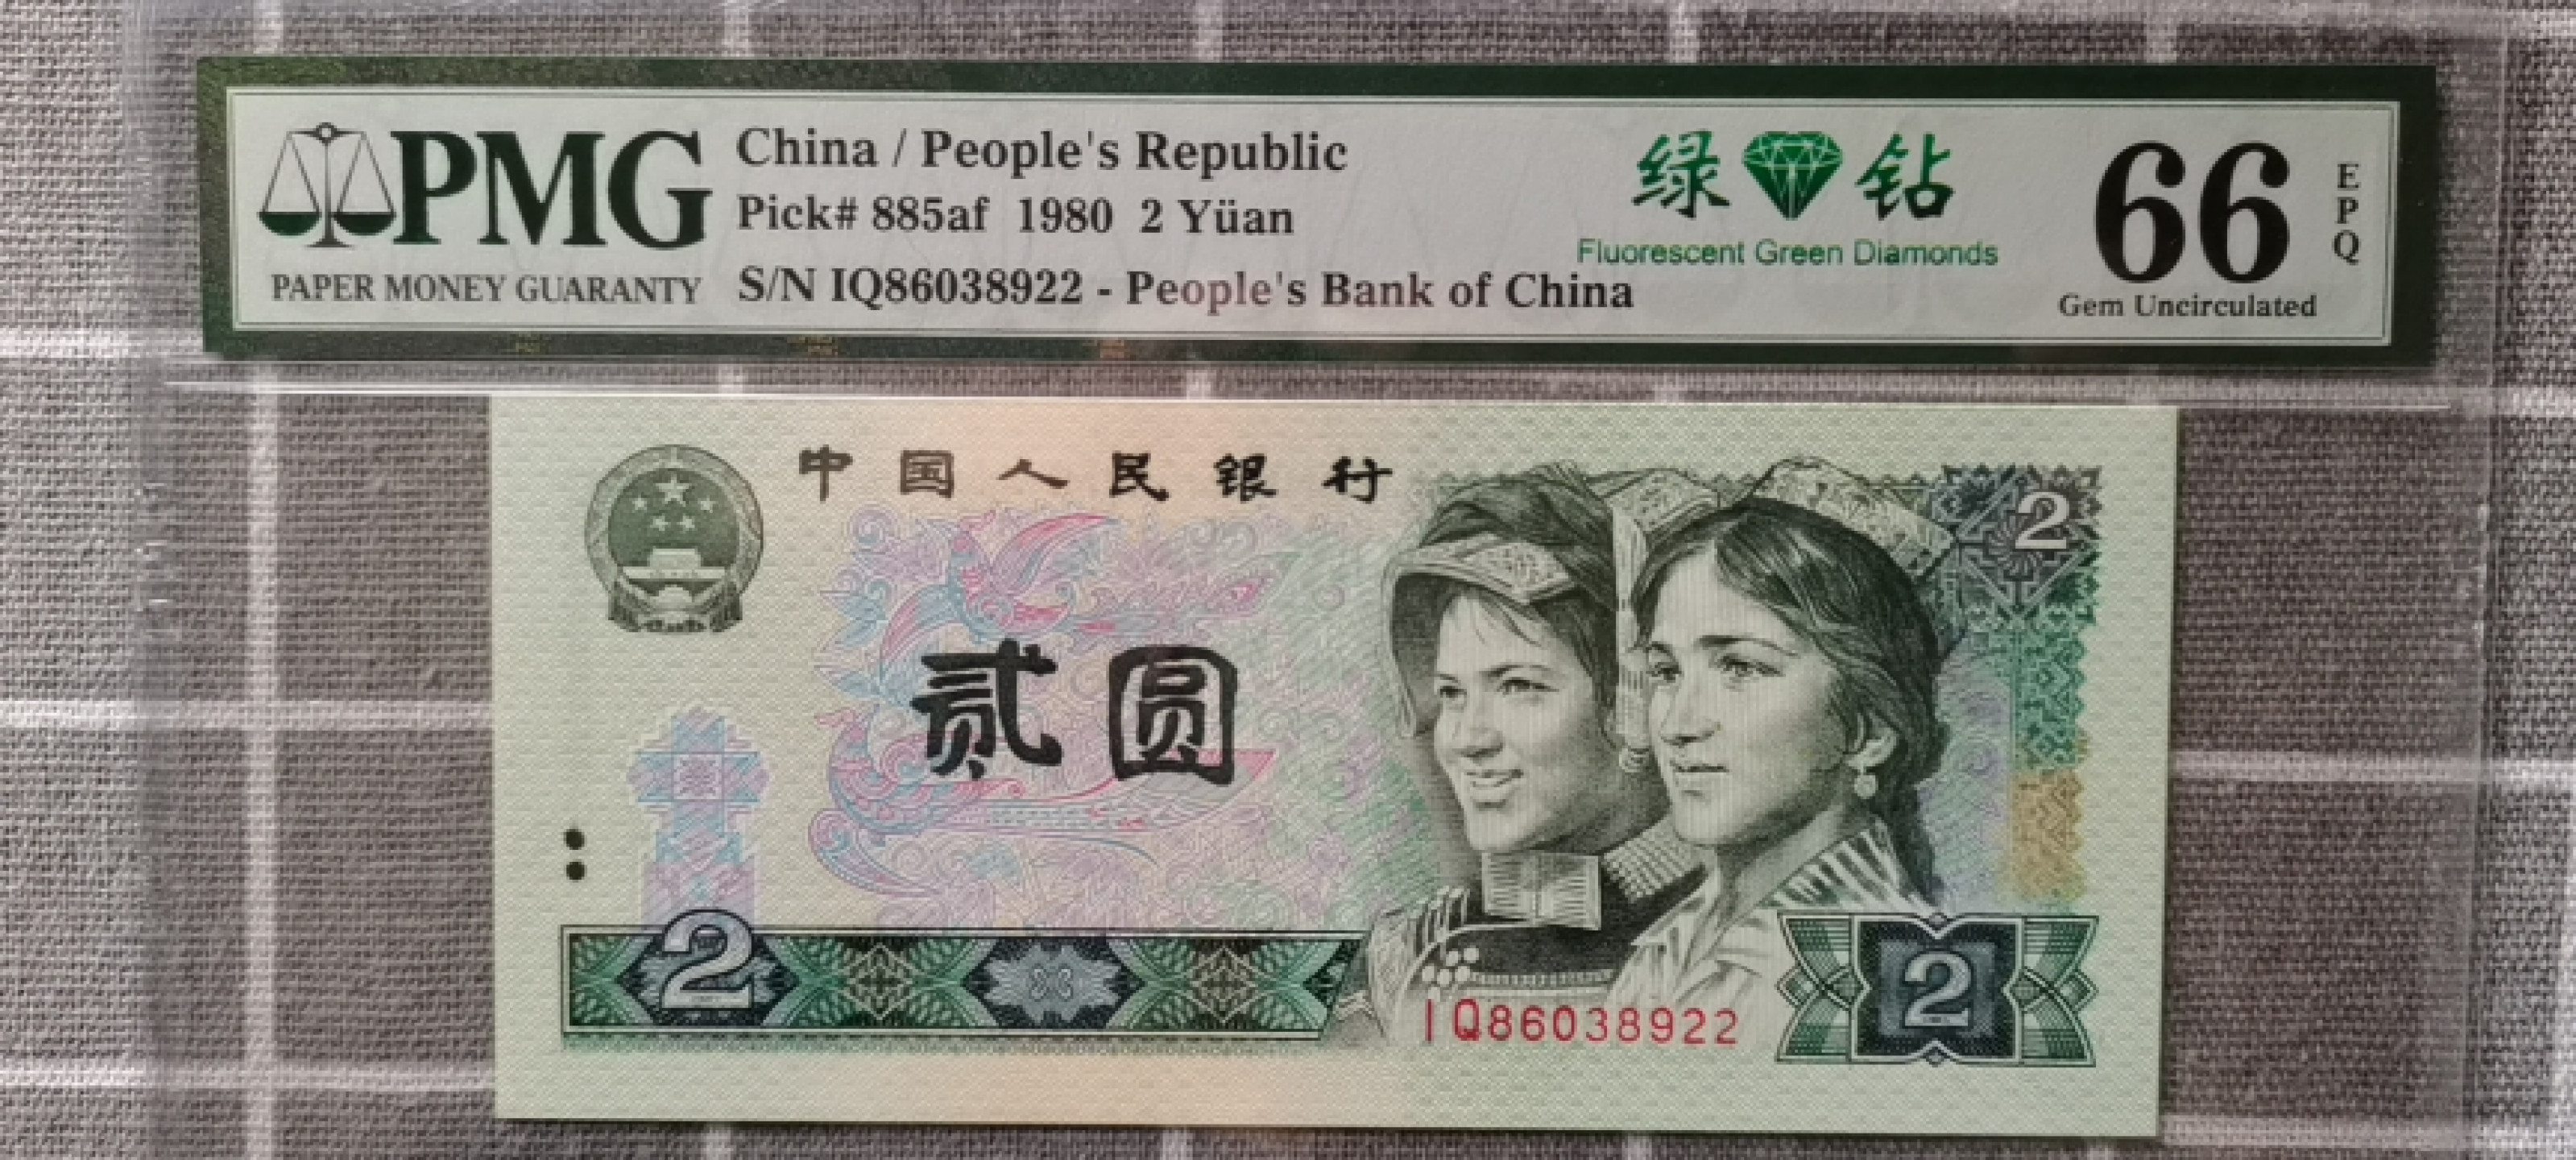 PMG
PAPER MONEY GUARANTY
China / People's Republic
Pick# 885af 1980 2 Yüan
S/N IQ86038922 - People's Bank of China
绿 钻
Fluorescent Green Diamonds
66
EPQ
Gem Uncirculated
中国人民银行
2
贰圆
2
IQ86038922
2